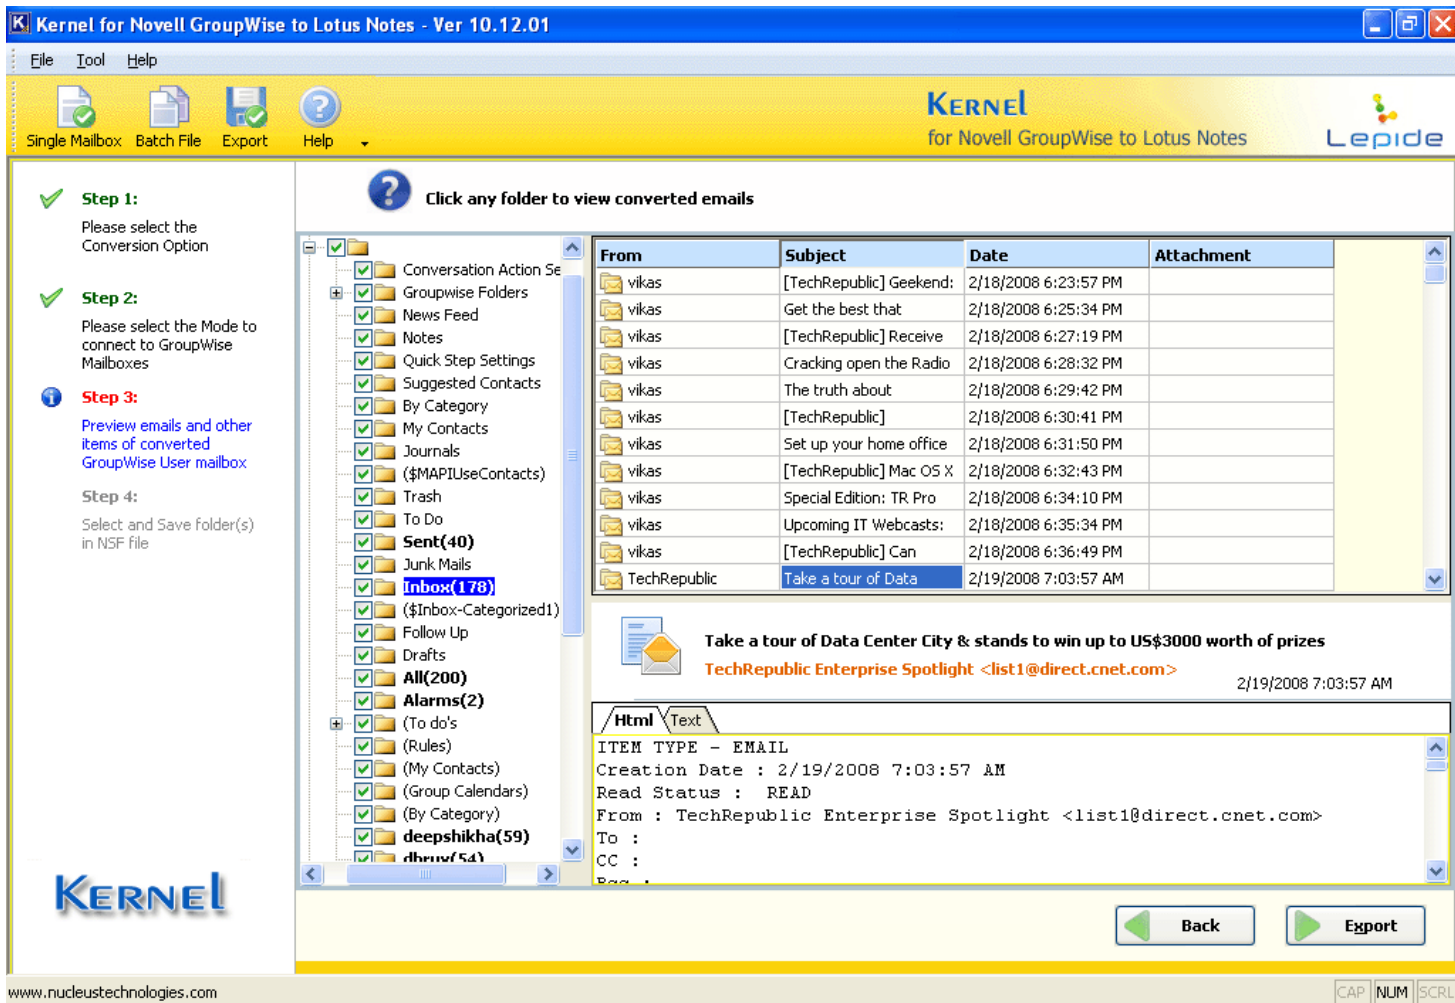 Kernel for Novell GroupWise to Lotus Notes - Ver 10.12.01
File Tool Help
Single Mailbox Batch File Export Help
KERNEL
for Novell GroupWise to Lotus Notes
Lepide
Step 1:
Please select the
Conversion Option
Step 2:
Please select the Mode to
connect to GroupWise
Mailboxes
Step 3:
Preview emails and other
items of converted
GroupWise User mailbox
Step 4:
Select and Save folder(s)
in NSF file
KERNEL
Click any folder to view converted emails
Conversation Action Se
Groupwise Folders
News Feed
Notes
Quick Step Settings
Suggested Contacts
By Category
My Contacts
Journals
($MAPIUseContacts)
Trash
To Do
Sent(40)
Junk Mails
Inbox(178)
($Inbox-Categorized1)
Follow Up
Drafts
All(200)
Alarms(2)
(To do's
(Rules)
(My Contacts)
(Group Calendars)
(By Category)
deepshikha(59)
dhruv(54)
From Subject Date Attachment
vikas [TechRepublic] Geekend: 2/18/2008 6:23:57 PM
vikas Get the best that 2/18/2008 6:25:34 PM
vikas [TechRepublic] Receive 2/18/2008 6:27:19 PM
vikas Cracking open the Radio 2/18/2008 6:28:32 PM
vikas The truth about 2/18/2008 6:29:42 PM
vikas [TechRepublic] 2/18/2008 6:30:41 PM
vikas Set up your home office 2/18/2008 6:31:50 PM
vikas [TechRepublic] Mac OS X 2/18/2008 6:32:43 PM
vikas Special Edition: TR Pro 2/18/2008 6:34:10 PM
vikas Upcoming IT Webcasts: 2/18/2008 6:35:34 PM
vikas [TechRepublic] Can 2/18/2008 6:36:49 PM
TechRepublic Take a tour of Data 2/19/2008 7:03:57 AM
Take a tour of Data Center City & stands to win up to US$3000 worth of prizes
TechRepublic Enterprise Spotlight <list1@direct.cnet.com>
2/19/2008 7:03:57 AM
Html Text
ITEM TYPE - EMAIL
Creation Date : 2/19/2008 7:03:57 AM
Read Status : READ
From : TechRepublic Enterprise Spotlight <list1@direct.cnet.com>
To :
CC :
Back Export
www.nucleustechnologies.com
CAP NUM SCRL